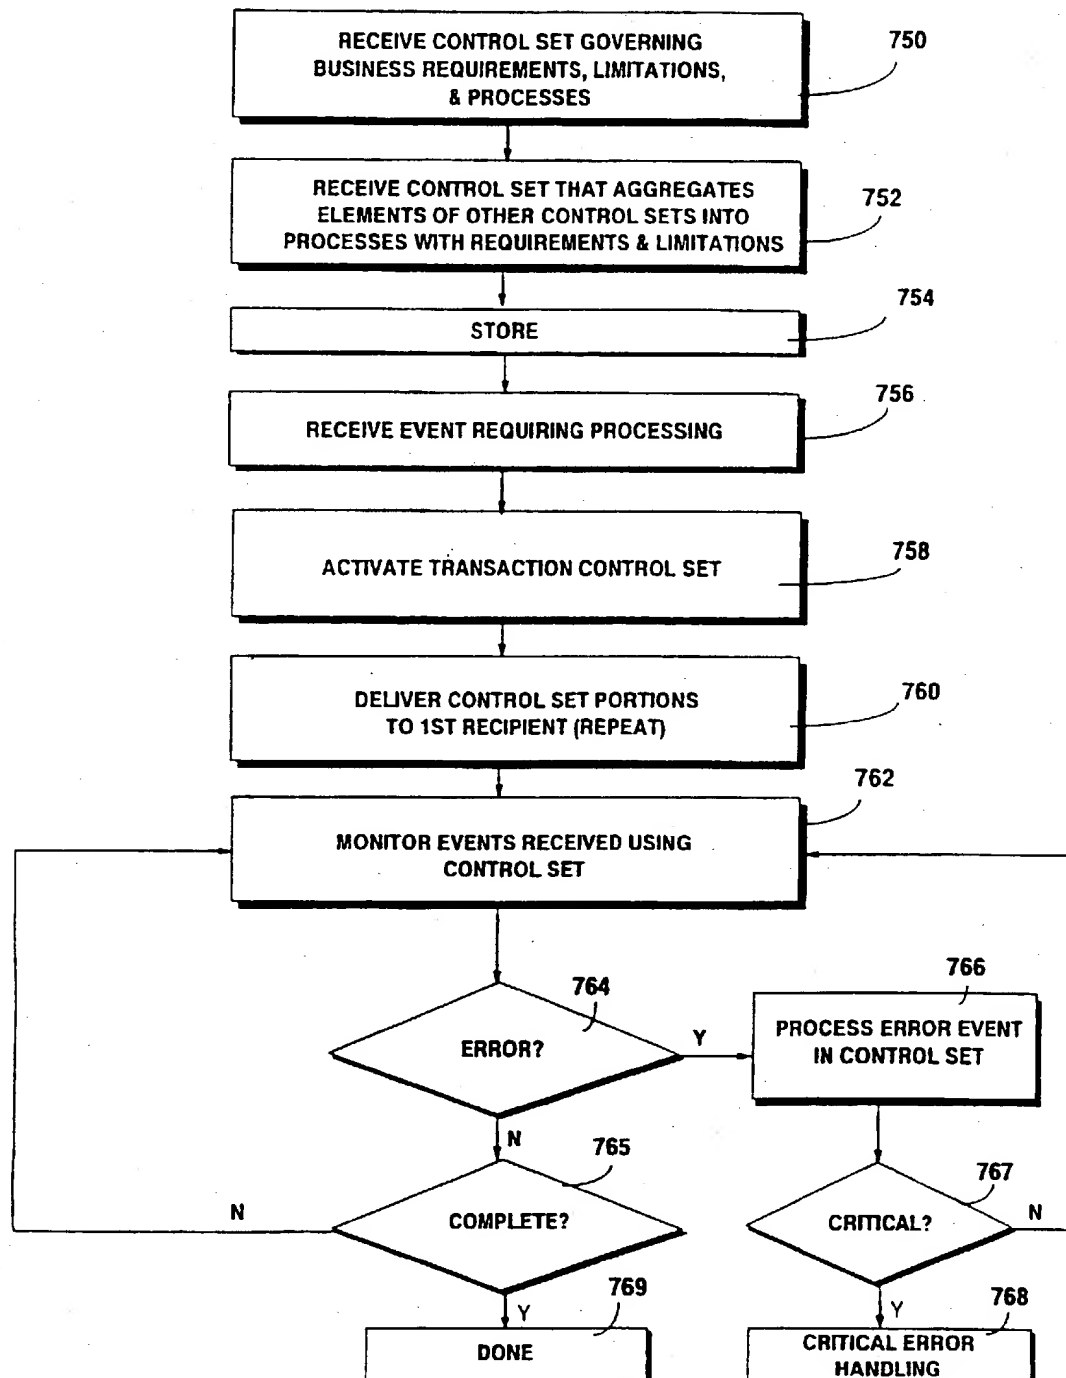 RECEIVE CONTROL SET GOVERNING
BUSINESS REQUIREMENTS, LIMITATIONS,
& PROCESSES
750
RECEIVE CONTROL SET THAT AGGREGATES
ELEMENTS OF OTHER CONTROL SETS INTO
PROCESSES WITH REQUIREMENTS & LIMITATIONS
752
STORE
754
RECEIVE EVENT REQUIRING PROCESSING
756
ACTIVATE TRANSACTION CONTROL SET
758
DELIVER CONTROL SET PORTIONS
TO 1ST RECIPIENT (REPEAT)
760
MONITOR EVENTS RECEIVED USING
CONTROL SET
762
ERROR?
764
Y
PROCESS ERROR EVENT
IN CONTROL SET
766
N
COMPLETE?
765
N
CRITICAL?
767
N
Y
DONE
769
Y
CRITICAL ERROR
HANDLING
768